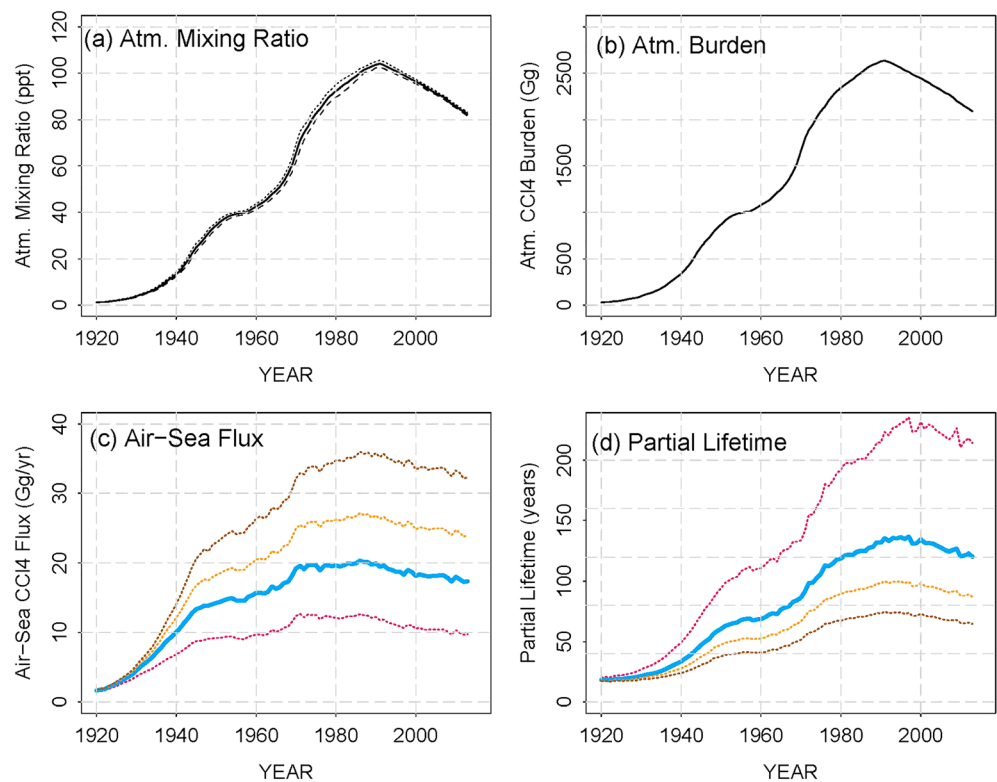 (a) Atm. Mixing Ratio
Atm. Mixing Ratio (ppt)
120
100
80
60
40
20
0
1920 1940 1960 1980 2000
YEAR
(b) Atm. Burden
Atm. CCl4 Burden (Gg)
2500
1500
500
0
1920 1940 1960 1980 2000
YEAR
(c) Air−Sea Flux
Air−Sea CCl4 Flux (Gg/yr)
40
30
20
10
0
1920 1940 1960 1980 2000
YEAR
(d) Partial Lifetime
Partial Lifetime (years)
200
150
100
50
0
1920 1940 1960 1980 2000
YEAR